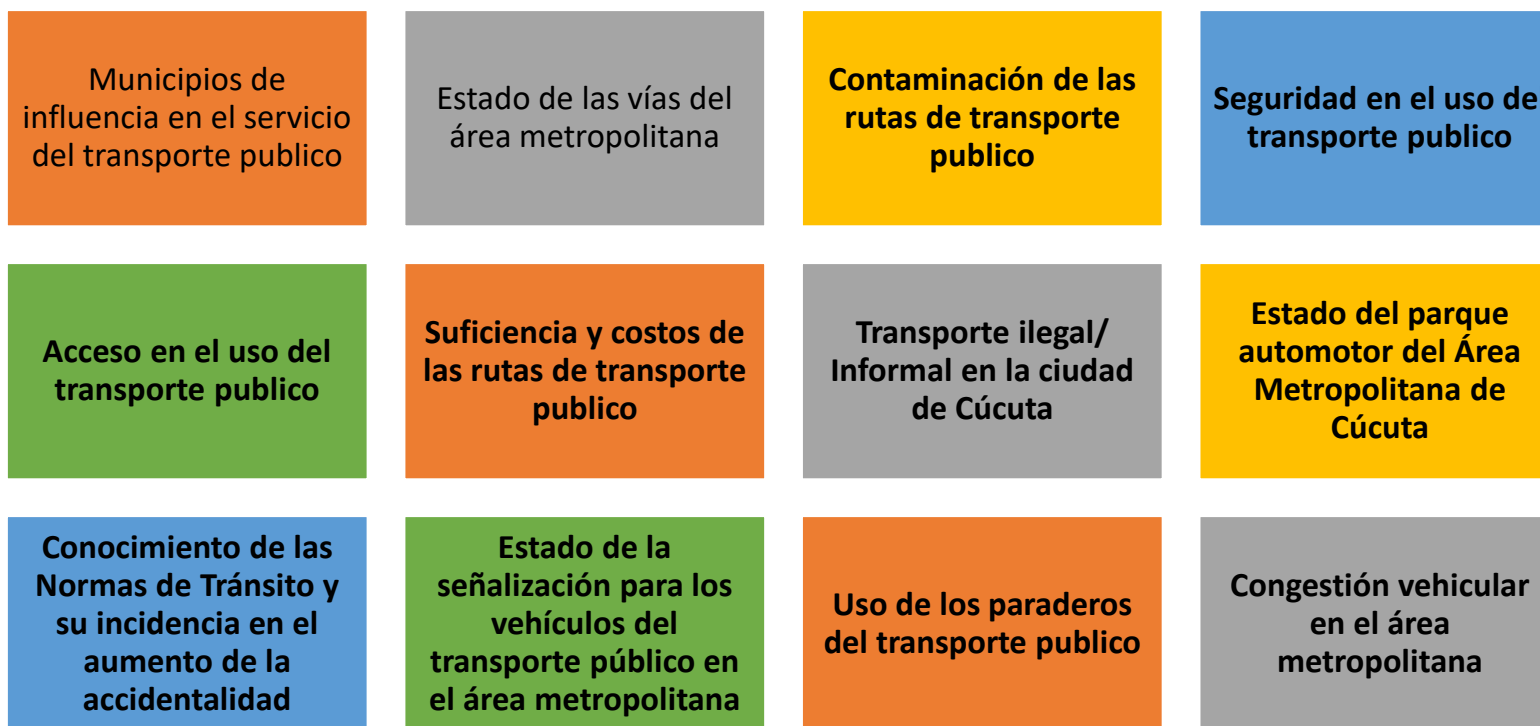 Municipios de
influencia en el servicio
del transporte publico
Estado de las vías del
área metropolitana
Contaminación de las
rutas de transporte
publico
Seguridad en el uso de
transporte publico
Acceso en el uso del
transporte publico
Suficiencia y costos de
las rutas de transporte
publico
Transporte ilegal/
Informal en la ciudad
de Cúcuta
Estado del parque
automotor del Área
Metropolitana de
Cúcuta
Conocimiento de las
Normas de Tránsito y
su incidencia en el
aumento de la
accidentalidad
Estado de la
señalización para los
vehículos del
transporte público en
el área metropolitana
Uso de los paraderos
del transporte publico
Congestión vehicular
en el área
metropolitana